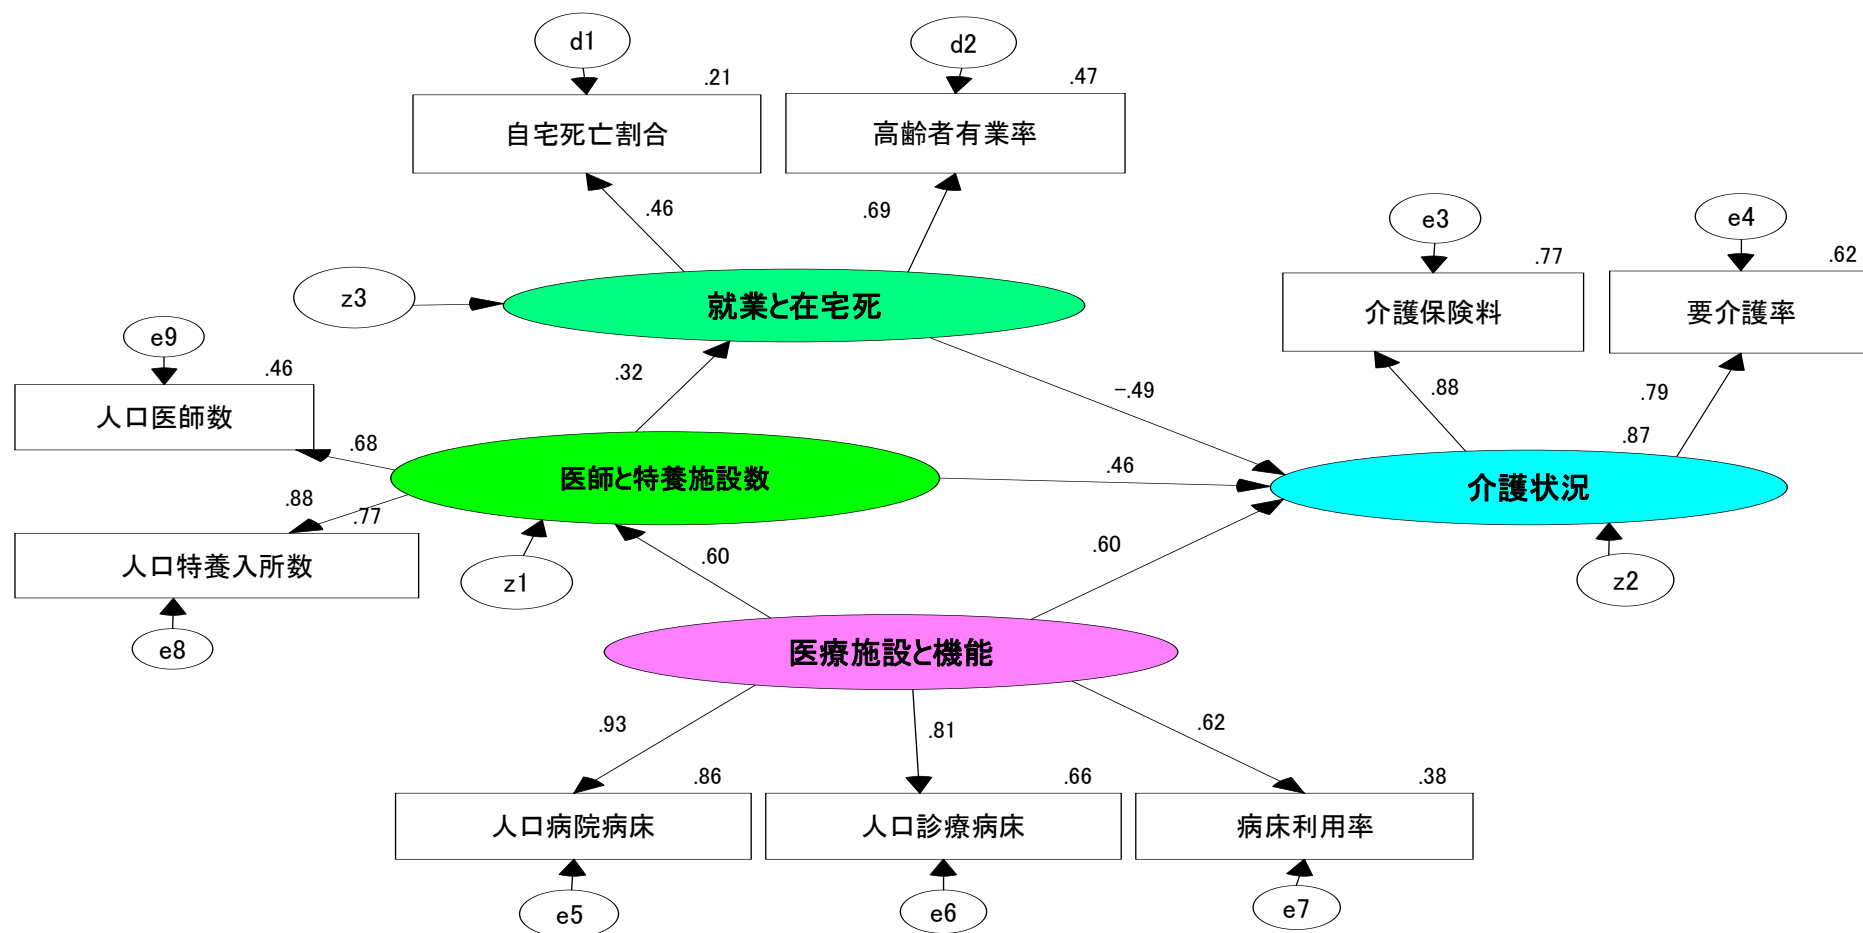 d1
d2
.21
.47
自宅死亡割合
高齢者有業率
.46
.69
e3
e4
.77
.62
z3
就業と在宅死
介護保険料
要介護率
e9
.46
.32
-.49
.88
.79
人口医師数
.68
.87
医師と特養施設数
.46
介護状況
.88
.77
人口特養入所数
z1
.60
.60
z2
e8
医療施設と機能
.93
.81
.62
.86
.66
.38
人口病院病床
人口診療病床
病床利用率
e5
e6
e7